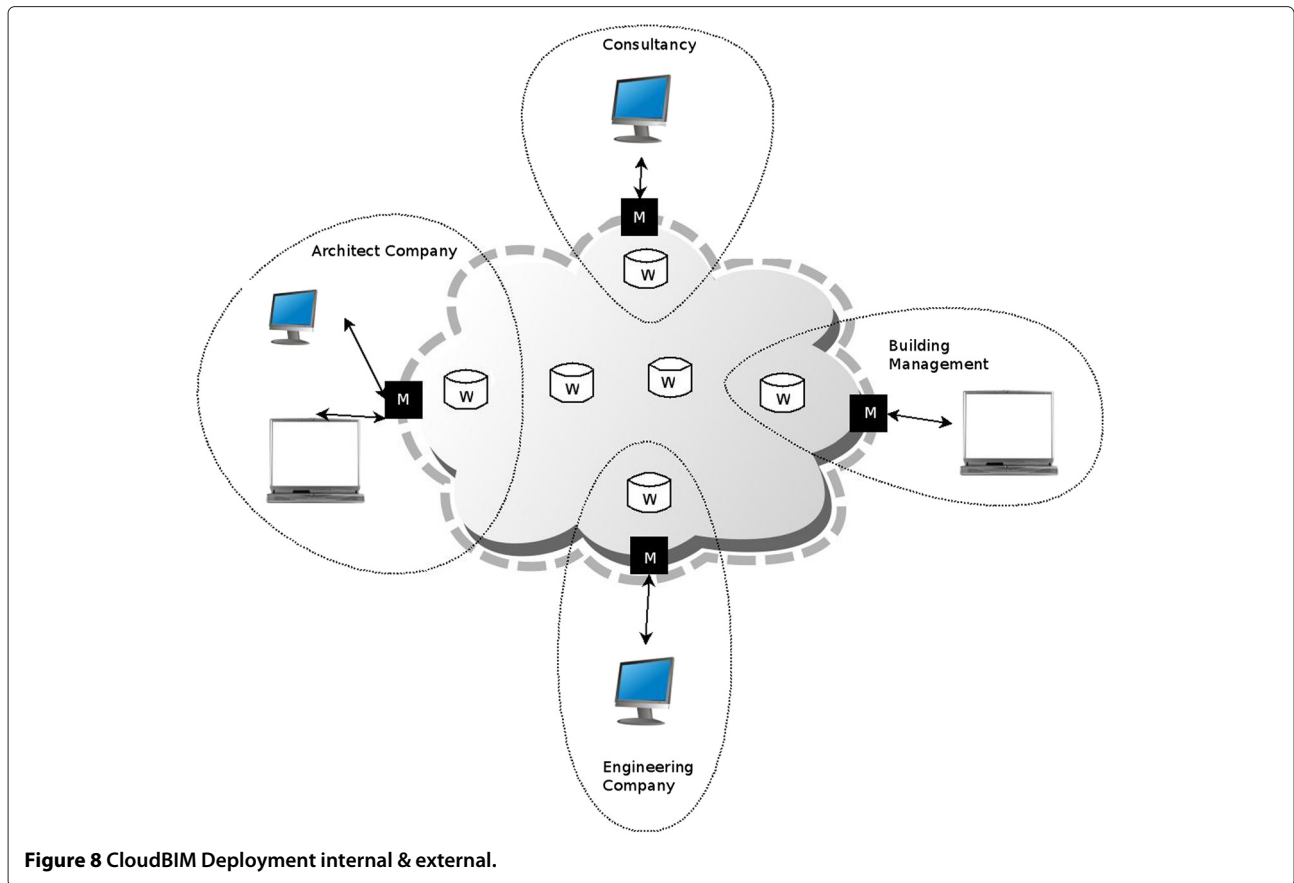 Consultancy
M
W
Architect Company
Building
Management
M
W
W
W
W
M
W
M
Engineering
Company
Figure 8 CloudBIM Deployment internal & external.